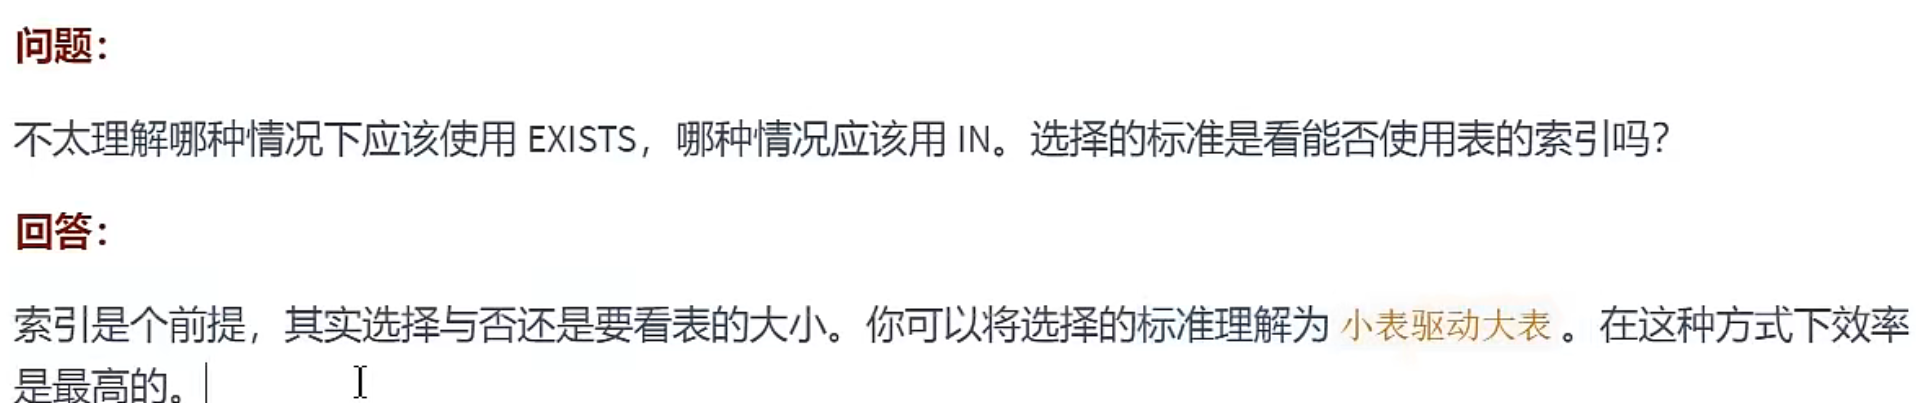 问题：
不太理解哪种情况下应该使用 EXISTS，哪种情况应该用 IN。选择的标准是看能否使用表的索引吗？
回答：
索引是个前提，其实选择与否还是要看表的大小。你可以将选择的标准理解为 小表驱动大表 。在这种方式下效率
是最高的。